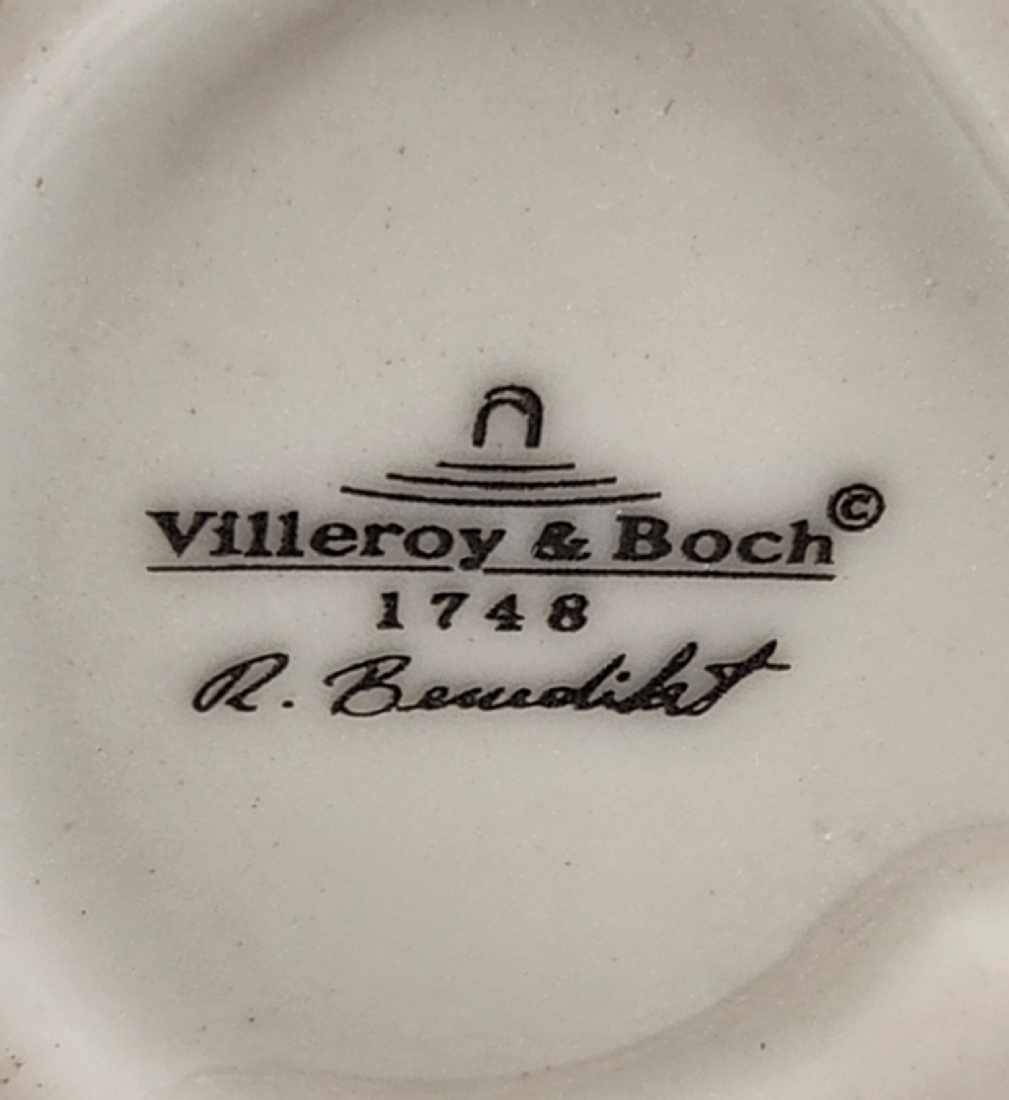 Villeroy & Boch©
1748
R. Benedikt